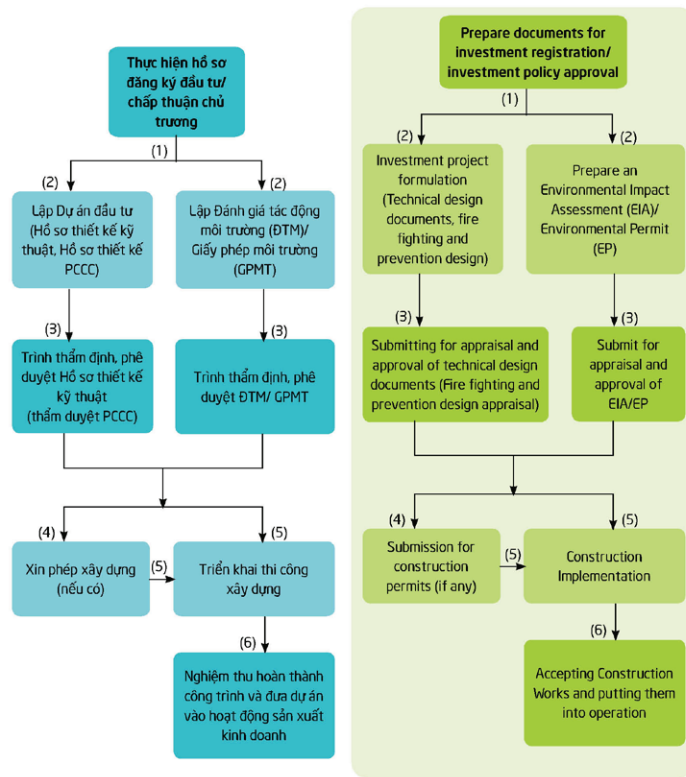 Thực hiện hồ sơ
đăng ký đầu tư/
chấp thuận chủ
trương
(1)
(2)
(2)
Lập Dự án đầu tư
(Hồ sơ thiết kế kỹ
thuật, Hồ sơ thiết kế
PCCC)
Lập Đánh giá tác động
môi trường (ĐTM)/
Giấy phép môi trường
(GPMT)
(3)
(3)
Trình thẩm định, phê
duyệt Hồ sơ thiết kế
kỹ thuật
(thẩm duyệt PCCC)
Trình thẩm định, phê
duyệt ĐTM/ GPMT
(4)
(5)
Xin phép xây dựng
(nếu có)
(5)
Triển khai thi công
xây dựng
(6)
Nghiệm thu hoàn thành
công trình và đưa dự án
vào hoạt động sản xuất
kinh doanh
Prepare documents for
investment registration/
investment policy approval
(1)
(2)
(2)
Investment project
formulation
(Technical design
documents, fire
fighting and
prevention design)
Prepare an
Environmental Impact
Assessment (EIA)/
Environmental Permit
(EP)
(3)
(3)
Submitting for appraisal and
approval of technical design
documents (Fire fighting and
prevention design appraisal)
Submit for
appraisal and
approval of
EIA/EP
(4)
(5)
Submission for
construction
permits (if any)
(5)
Construction
Implementation
(6)
Accepting Construction
Works and putting them
into operation